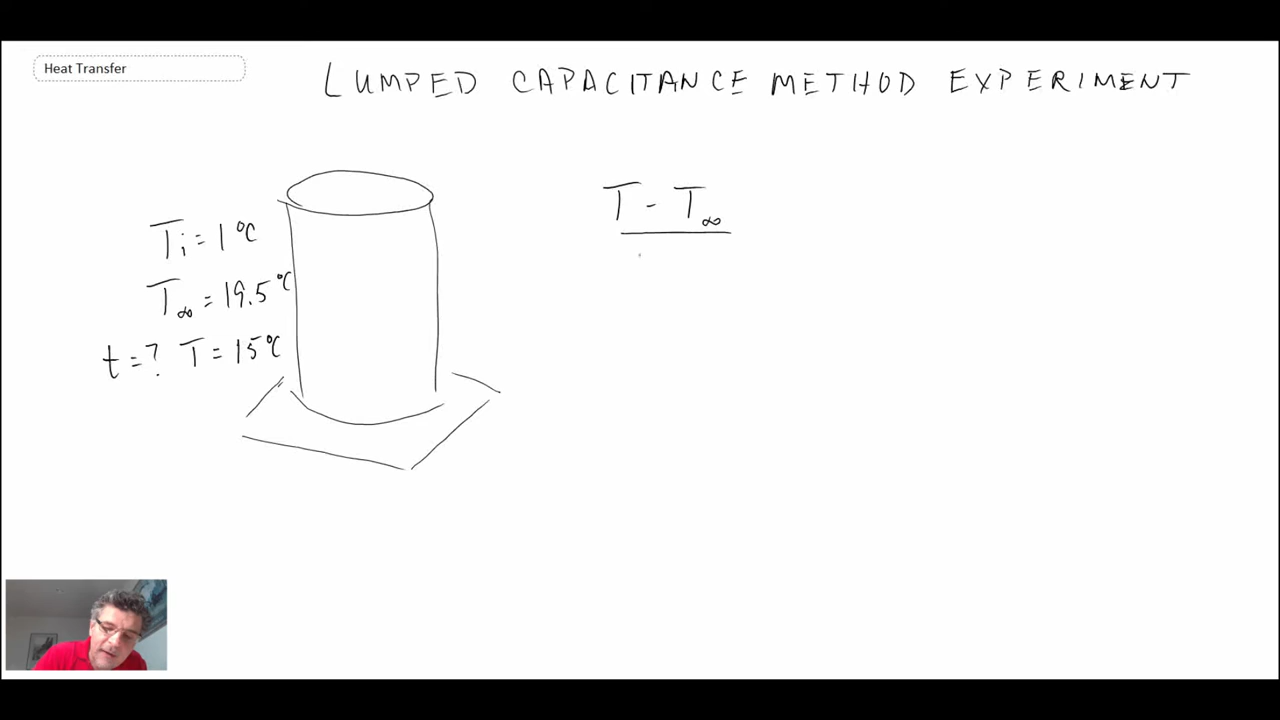 Heat Transfer
LUMPED CAPACITANCE METHOD EXPERIMENT
T - T∞
Ti = 1°C
T∞ = 19.5°C
t = ? T = 15°C